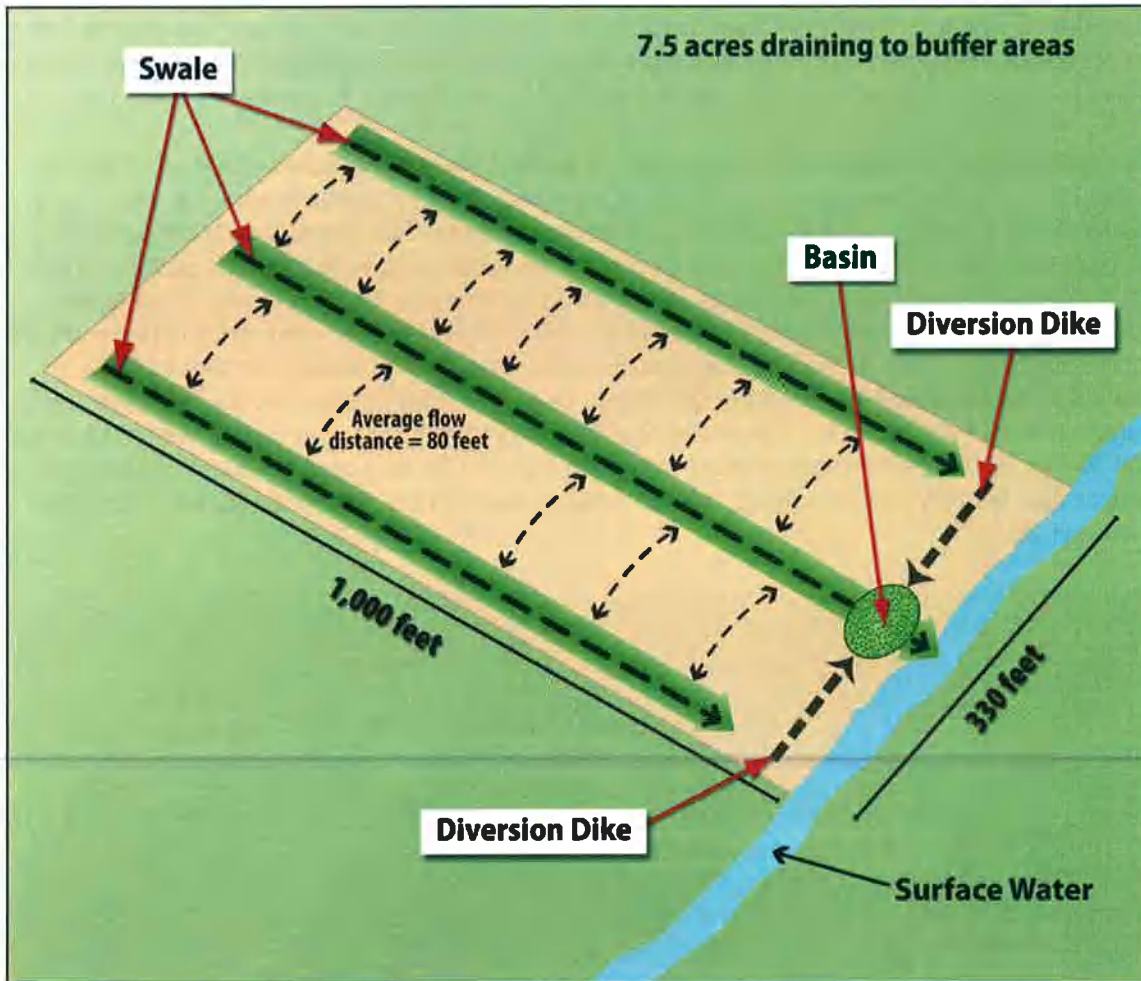 7.5 acres draining to buffer areas
Swale
Basin
Diversion Dike
Average flow
distance = 80 feet
1,000 feet
330 feet
Diversion Dike
Surface Water